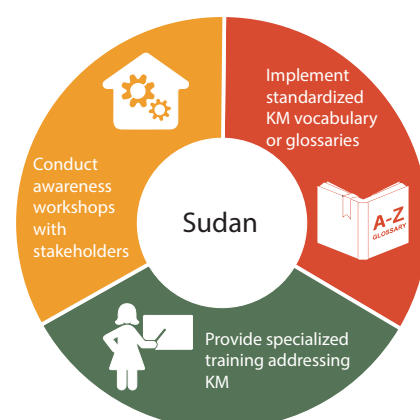 Implement
standardized
KM vocabulary
or glossaries
A-Z
GLOSSARY
Conduct
awareness
workshops
with
stakeholders
Sudan
Provide specialized
training addressing
KM